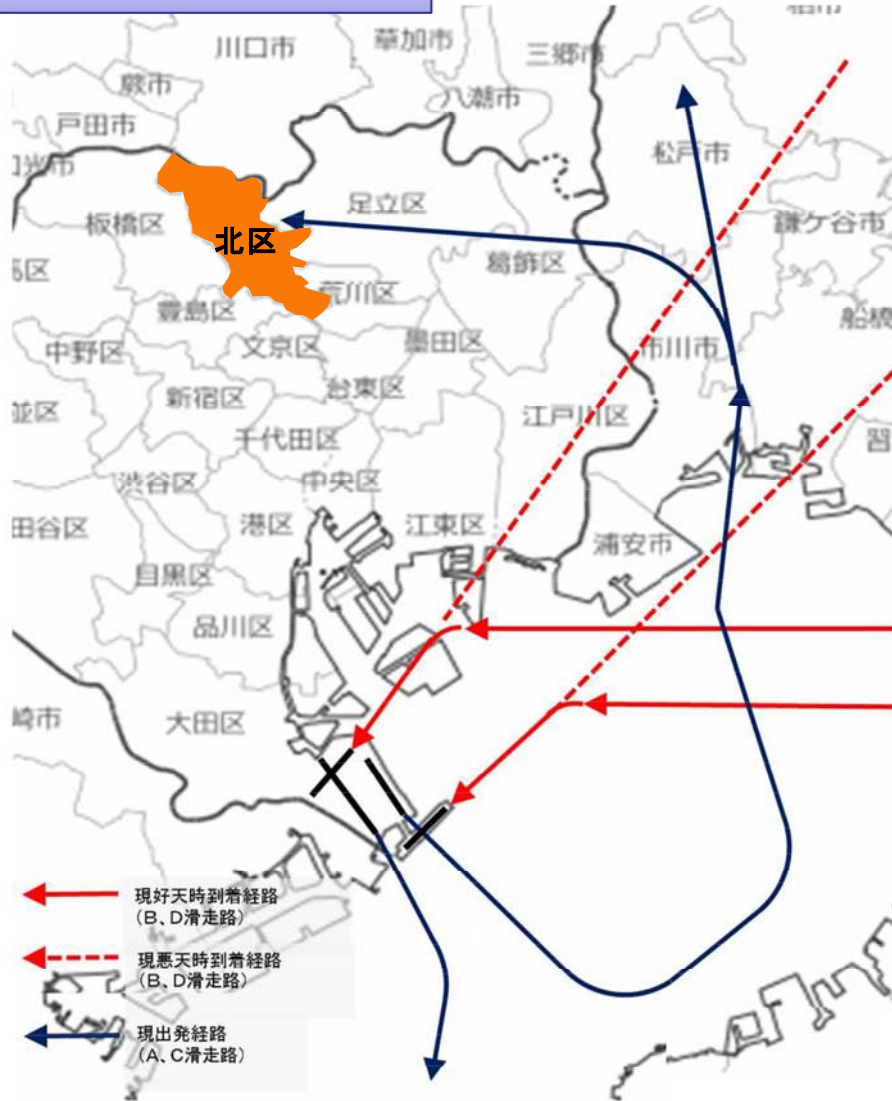 川口市
草加市
三郷市
蕨市
八潮市
戸田市
松戸市
足立区
板橋区
北区
鎌ケ谷市
葛飾区
荒川区
豊島区
船橋
文京区
墨田区
中野区
市川市
台東区
新宿区
江戸川区
千代田区
習
渋谷区
中央区
田谷区
港区
江東区
浦安市
目黒区
品川区
崎市
大田区
現好天時到着経路
(B、D滑走路)
現悪天時到着経路
(B、D滑走路)
現出発経路
(A、C滑走路)